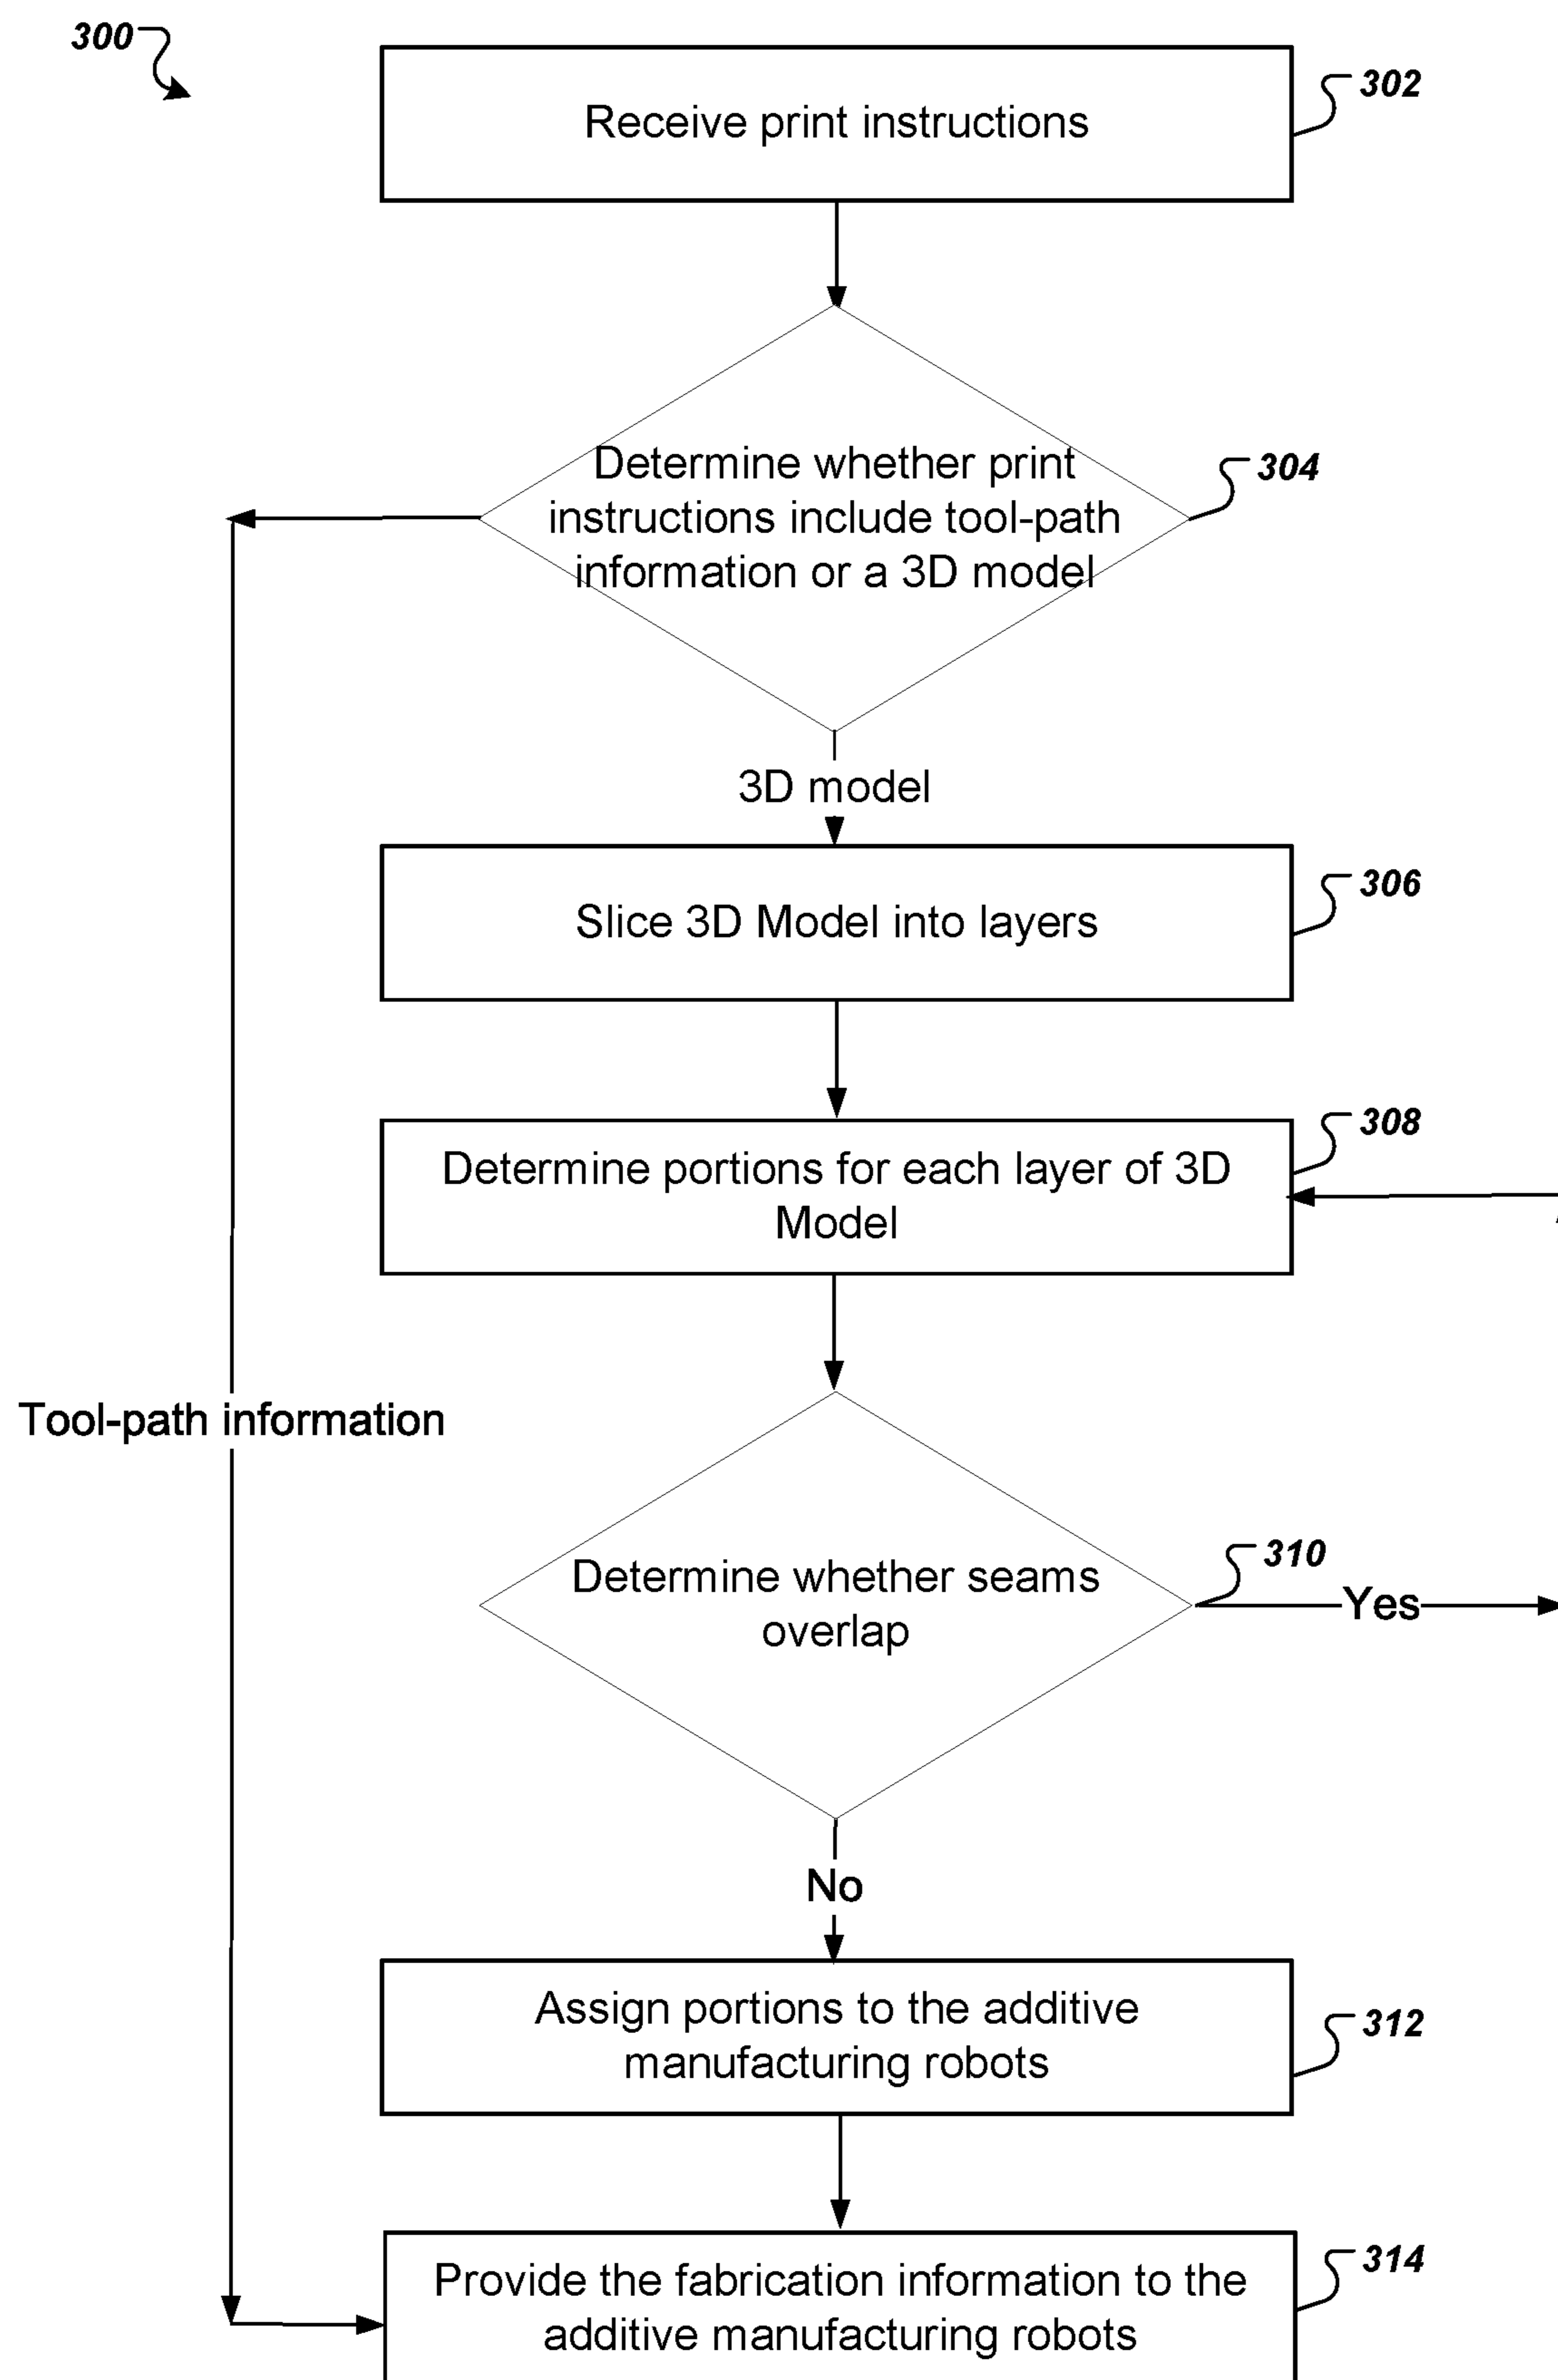 300
Receive print instructions
302
Determine whether print
instructions include tool-path
information or a 3D model
304
3D model
Slice 3D Model into layers
306
Determine portions for each layer of 3D
Model
308
Tool-path information
Determine whether seams
overlap
310
Yes
No
Assign portions to the additive
manufacturing robots
312
Provide the fabrication information to the
additive manufacturing robots
314